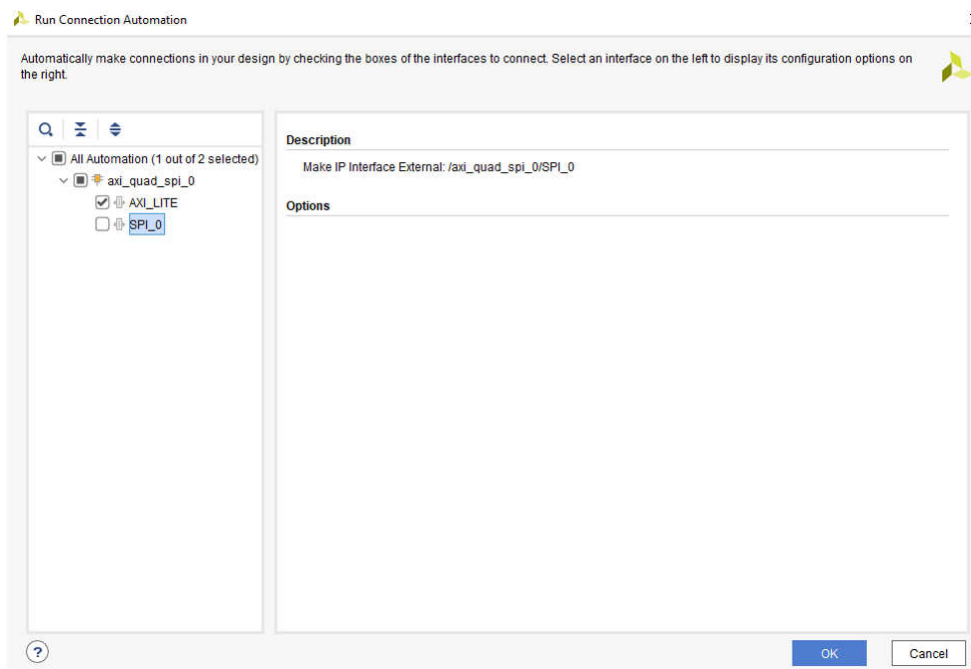 Run Connection Automation
Automatically make connections in your design by checking the boxes of the interfaces to connect. Select an interface on the left to display its configuration options on
the right.
All Automation (1 out of 2 selected)
axi_quad_spi_0
AXI_LITE
SPI_0
Description
Make IP Interface External: /axi_quad_spi_0/SPI_0
Options
?
OK
Cancel